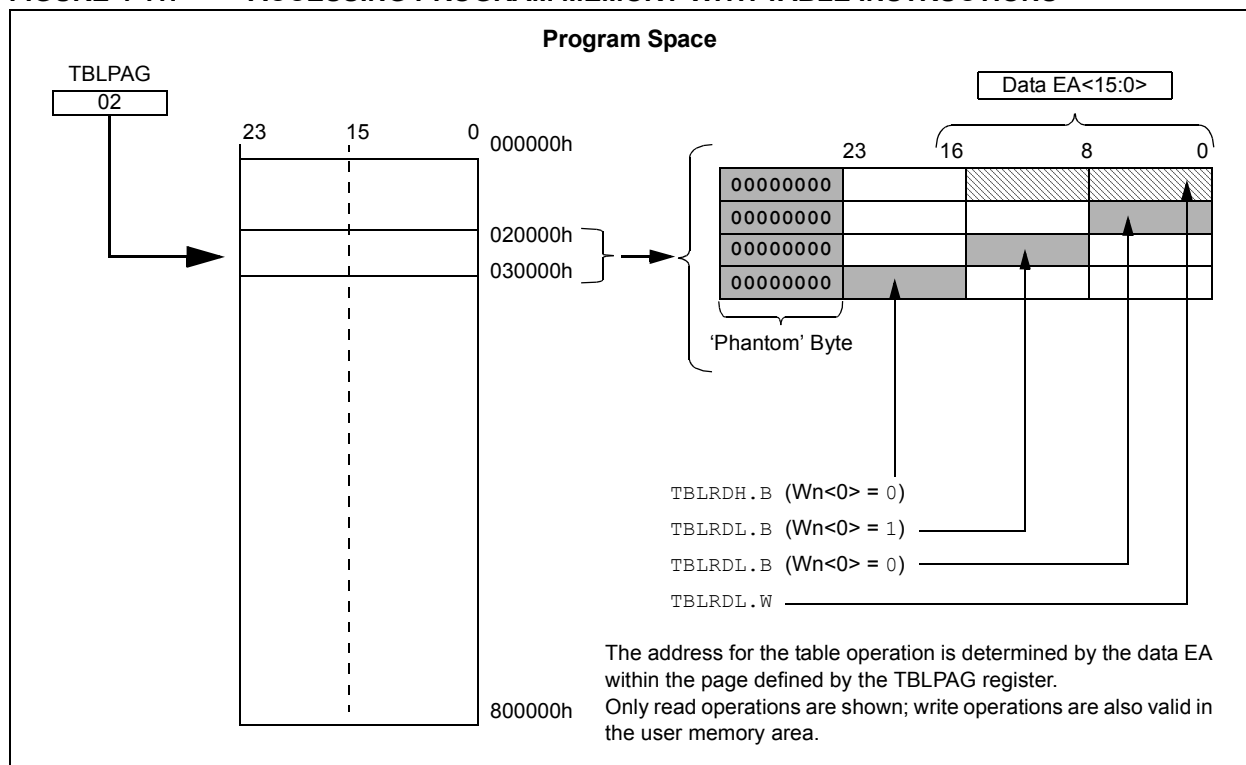 Program Space
TBLPAG
02
Data EA<15:0>
23 15 0
000000h
020000h
030000h
800000h
23 16 8 0
00000000
00000000
00000000
00000000
‘Phantom’ Byte
TBLRDH.B (Wn<0> = 0)
TBLRDL.B (Wn<0> = 1)
TBLRDL.B (Wn<0> = 0)
TBLRDL.W
The address for the table operation is determined by the data EA
within the page defined by the TBLPAG register.
Only read operations are shown; write operations are also valid in
the user memory area.